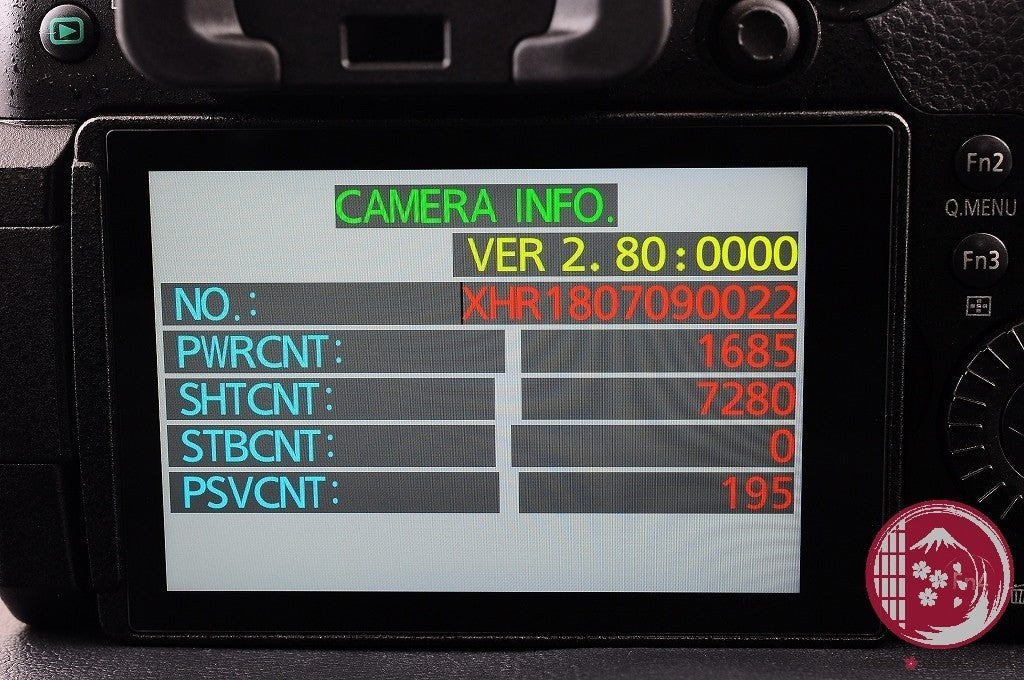 CAMERA INFO.
VER 2. 80:0000
NO.: XHR1807090022
PWRCNT: 1685
SHTCNT: 7280
STBCNT: 0
PSVCNT: 195
Fn2
Q.MENU
Fn3